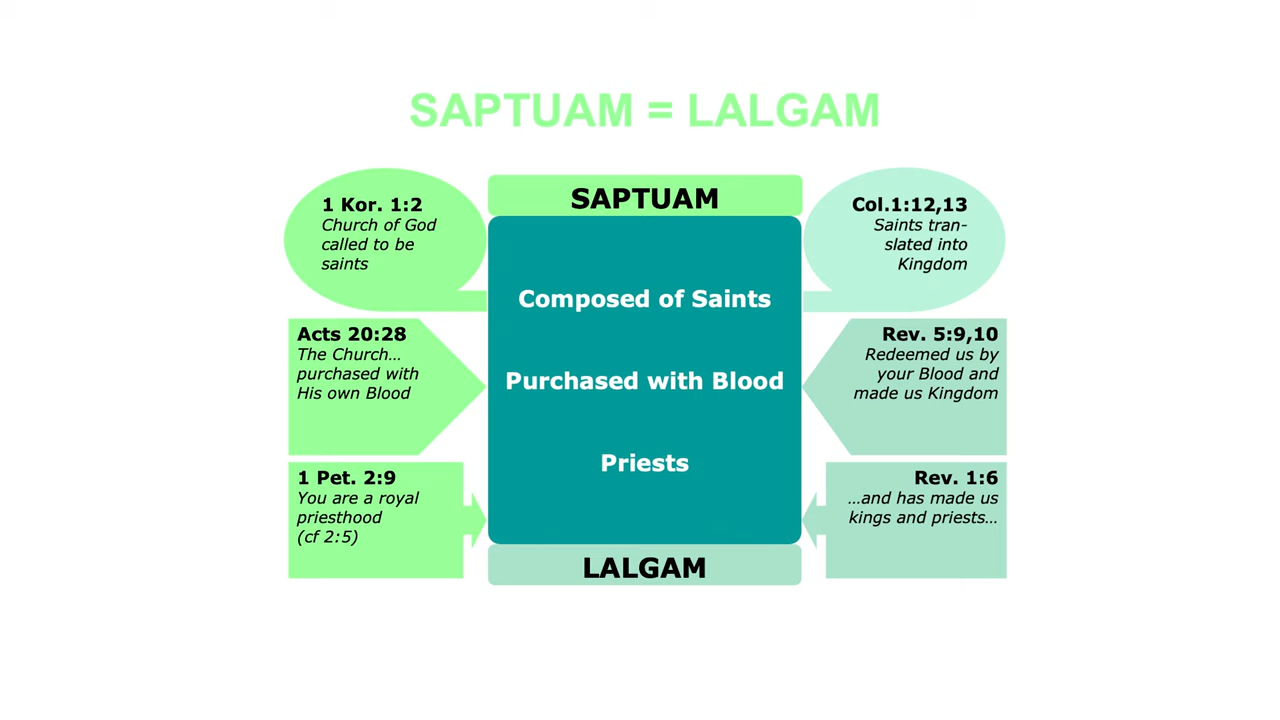 SAPTUAM = LALGAM
SAPTUAM
1 Kor. 1:2
Church of God
called to be
saints
Acts 20:28
The Church…
purchased with
His own Blood
1 Pet. 2:9
You are a royal
priesthood
(cf 2:5)
Composed of Saints
Purchased with Blood
Priests
Col.1:12,13
Saints tran-
slated into
Kingdom
Rev. 5:9,10
Redeemed us by
your Blood and
made us Kingdom
Rev. 1:6
…and has made us
kings and priests…
LALGAM